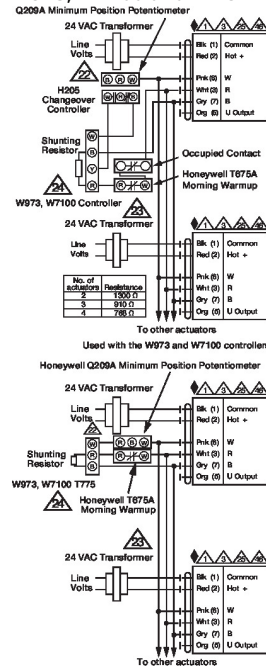 Q209A Minimum Position Potentiometer
24 VAC Transformer
Line
Volts
1 3 25 46
Blk (1) Common
Red (2) Hot +
22
B R W
H205
Changeover
Controller
Pnk (6) W
Wht (3) R
Gry (7) B
Org (5) U Output
Shunting
Resistor
W
B
Y
R
Occupied Contact
R W
Honeywell T675A
Morning Warmup
24
23
W973, W7100 Controller
24 VAC Transformer
Line
Volts
Blk (1) Common
Red (2) Hot +
No. of
actuators Resistance
2 1300 Ω
3 910 Ω
4 768 Ω
Pnk (6) W
Wht (3) R
Gry (7) B
Org (5) U Output
To other actuators
Used with the W973 and W7100 controller
Honeywell Q209A Minimum Position Potentiometer
24 VAC Transformer
Line
Volts
Blk (1) Common
Red (2) Hot +
22
W
R
B
R B W
R W
Shunting
Resistor
Pnk (6) W
Wht (3) R
Gry (7) B
Org (5) U Output
W973, W7100 T775
24
Honeywell T675A
Morning Warmup
23
24 VAC Transformer
Line
Volts
Blk (1) Common
Red (2) Hot +
Pnk (6) W
Wht (3) R
Gry (7) B
Org (5) U Output
To other actuators